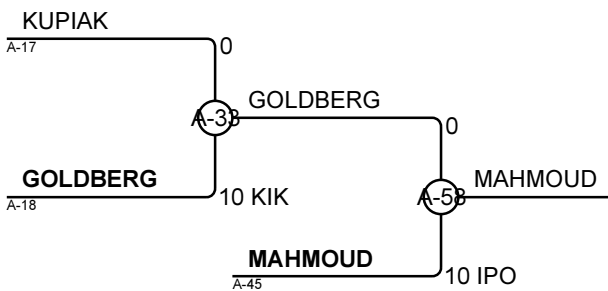 KUPIAK
A-17
0
A-33
GOLDBERG
0
GOLDBERG
A-18
10 KIK
A-58
MAHMOUD
MAHMOUD
A-45
10 IPO